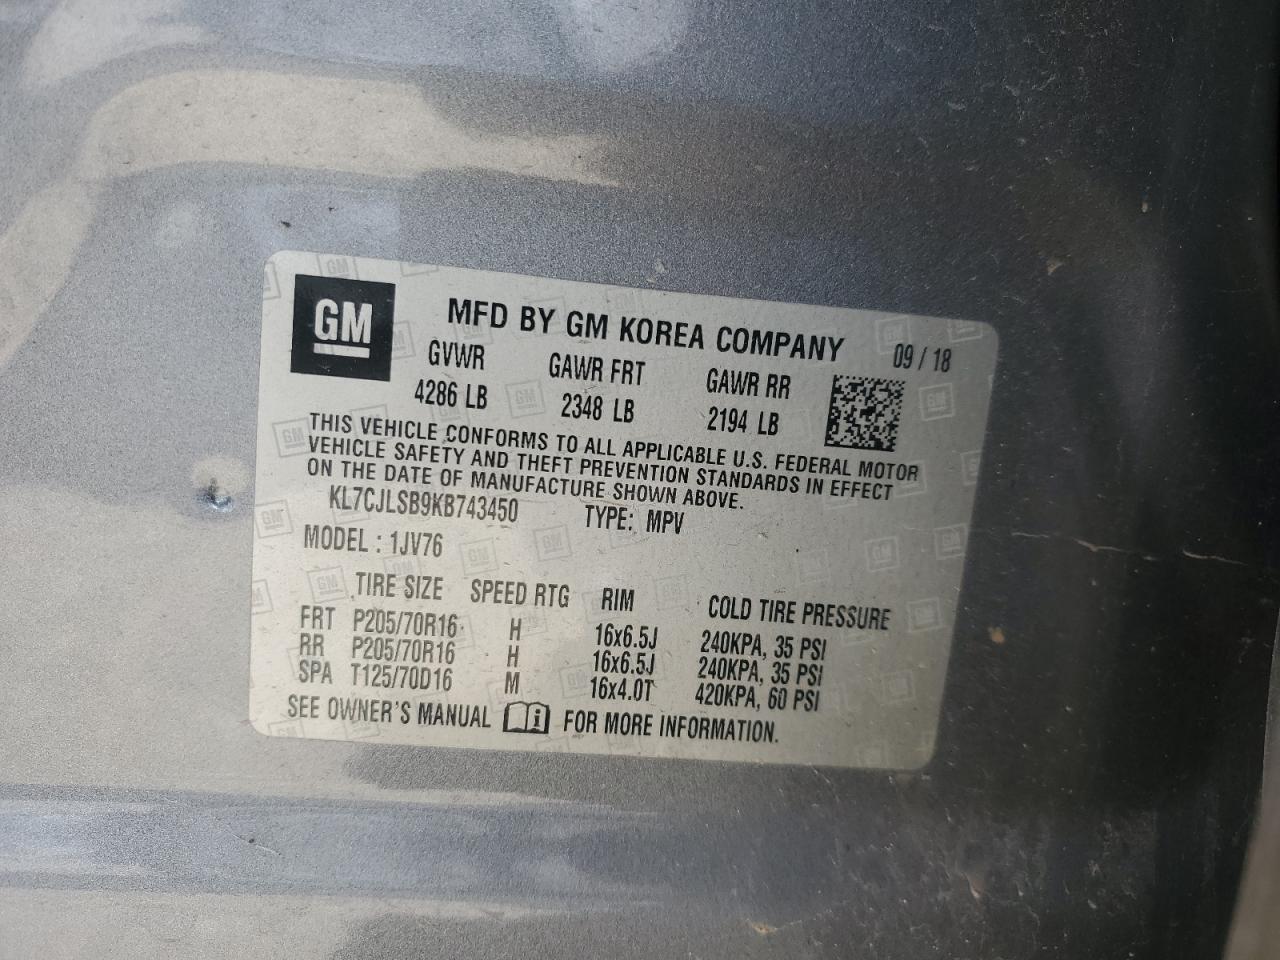 GM
MFD BY GM KOREA COMPANY 09 / 18
GVWR GAWR FRT GAWR RR
4286 LB 2348 LB 2194 LB
THIS VEHICLE CONFORMS TO ALL APPLICABLE U.S. FEDERAL MOTOR
VEHICLE SAFETY AND THEFT PREVENTION STANDARDS IN EFFECT
ON THE DATE OF MANUFACTURE SHOWN ABOVE.
KL7CJLSB9KB743450 TYPE: MPV
MODEL : 1JV76
TIRE SIZE SPEED RTG RIM COLD TIRE PRESSURE
FRT P205/70R16 H 16x6.5J 240KPA, 35 PSI
RR P205/70R16 H 16x6.5J 240KPA, 35 PSI
SPA T125/70D16 M 16x4.0T 420KPA, 60 PSI
SEE OWNER'S MANUAL i FOR MORE INFORMATION.